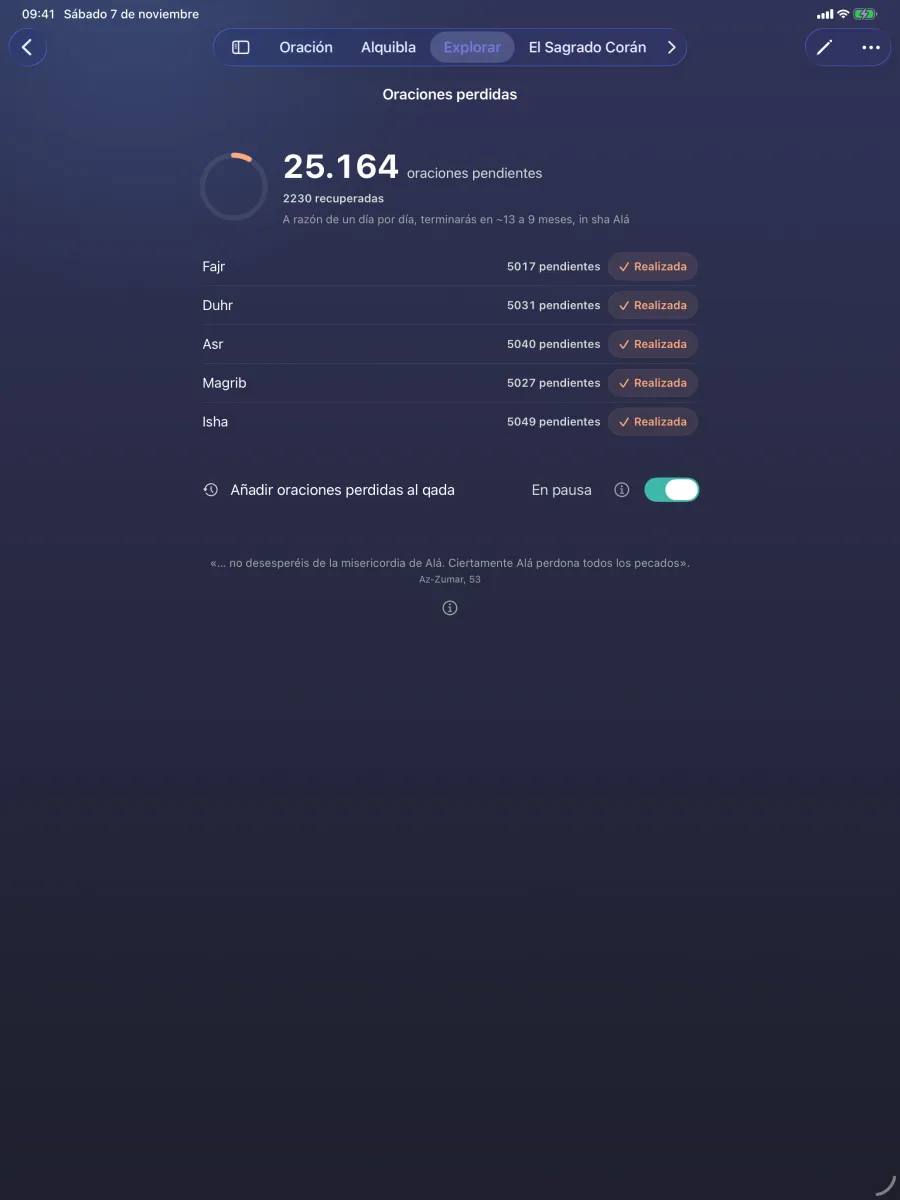 09:41 Sábado 7 de noviembre
Oración Alquibla Explorar El Sagrado Corán
Oraciones perdidas
25.164 oraciones pendientes
2230 recuperadas
A razón de un día por día, terminarás en ~13 a 9 meses, in sha Alá
Fajr 5017 pendientes ✓ Realizada
Duhr 5031 pendientes ✓ Realizada
Asr 5040 pendientes ✓ Realizada
Magrib 5027 pendientes ✓ Realizada
Isha 5049 pendientes ✓ Realizada
Añadir oraciones perdidas al qada En pausa
«... no desesperéis de la misericordia de Alá. Ciertamente Alá perdona todos los pecados».
Az-Zumar, 53